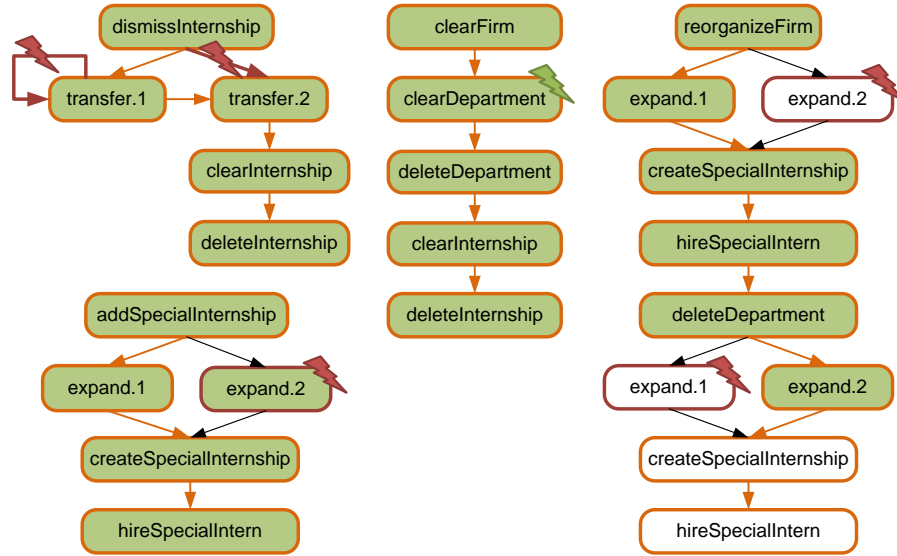 dismissInternship
transfer.1
transfer.2
clearInternship
deleteInternship
clearFirm
clearDepartment
deleteDepartment
clearInternship
deleteInternship
reorganizeFirm
expand.1
expand.2
createSpecialInternship
hireSpecialIntern
deleteDepartment
expand.1
expand.2
createSpecialInternship
hireSpecialIntern
addSpecialInternship
expand.1
expand.2
createSpecialInternship
hireSpecialIntern